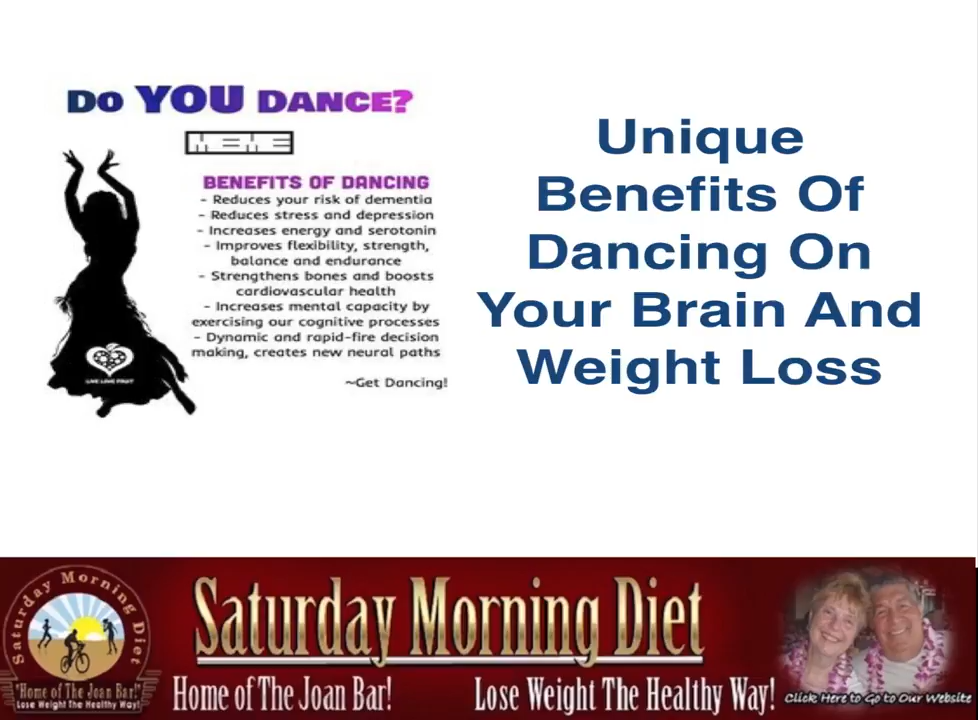 Do YOU Dance?
MEME
BENEFITS OF DANCING
- Reduces your risk of dementia
- Reduces stress and depression
- Increases energy and serotonin
- Improves flexibility, strength,
balance and endurance
- Strengthens bones and boosts
cardiovascular health
- Increases mental capacity by
exercising our cognitive processes
- Dynamic and rapid-fire decision
making, creates new neural paths
~Get Dancing!
LIVE LOVE FRUIT
Unique
Benefits Of
Dancing On
Your Brain And
Weight Loss
Saturday Morning Diet
"Home of The Joan Bar!"
Lose Weight The Healthy Way!
Saturday Morning Diet
Home of The Joan Bar! Lose Weight The Healthy Way!
Click Here to Go to Our Website